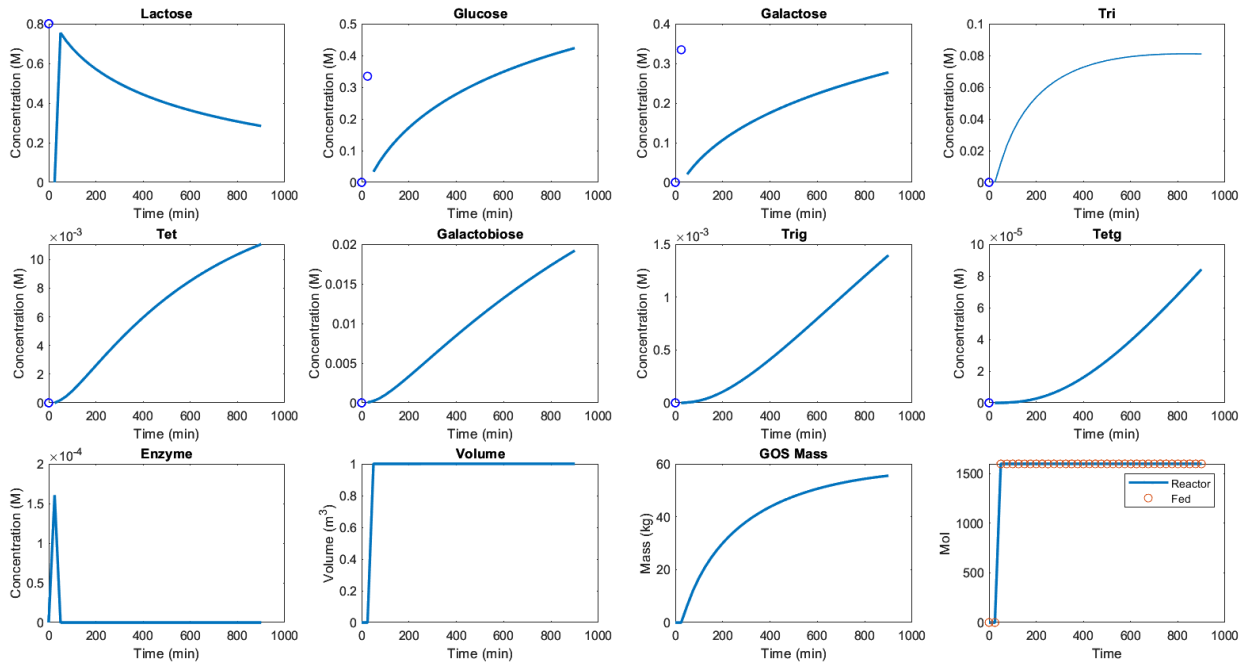 Lactose
Concentration (M)
0.8
0.6
0.4
0.2
0
0 200 400 600 800 1000
Time (min)
Glucose
Concentration (M)
0.5
0.4
0.3
0.2
0.1
0
0 200 400 600 800 1000
Time (min)
Galactose
Concentration (M)
0.4
0.3
0.2
0.1
0
0 200 400 600 800 1000
Time (min)
Tri
Concentration (M)
0.1
0.08
0.06
0.04
0.02
0
0 200 400 600 800 1000
Time (min)
Tet
×10⁻³
Concentration (M)
10
8
6
4
2
0
0 200 400 600 800 1000
Time (min)
Galactobiose
Concentration (M)
0.02
0.015
0.01
0.005
0
0 200 400 600 800 1000
Time (min)
Trig
×10⁻³
Concentration (M)
1.5
1
0.5
0
0 200 400 600 800 1000
Time (min)
Tetg
×10⁻⁵
Concentration (M)
10
8
6
4
2
0
0 200 400 600 800 1000
Time (min)
Enzyme
×10⁻⁴
Concentration (M)
2
1.5
1
0.5
0
0 200 400 600 800 1000
Time (min)
Volume
Volume (m³)
1
0.8
0.6
0.4
0.2
0
0 200 400 600 800 1000
Time (min)
GOS Mass
Mass (kg)
60
40
20
0
0 200 400 600 800 1000
Time (min)
Mol
1500
1000
500
0
0 200 400 600 800 1000
Time
Reactor
Fed